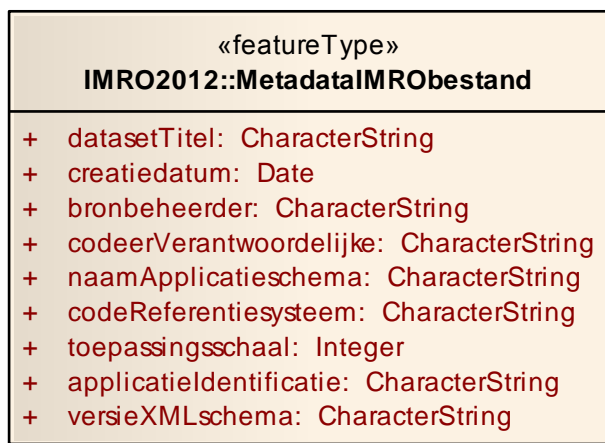 «featureType»
IMRO2012::MetadataIMRObestand
+ datasetTitel: CharacterString
+ creatiedatum: Date
+ bronbeheerder: CharacterString
+ codeerVerantwoordelijke: CharacterString
+ naamApplicatieschema: CharacterString
+ codeReferentiesysteem: CharacterString
+ toepassingsschaal: Integer
+ applicatieIdentificatie: CharacterString
+ versieXMLschema: CharacterString